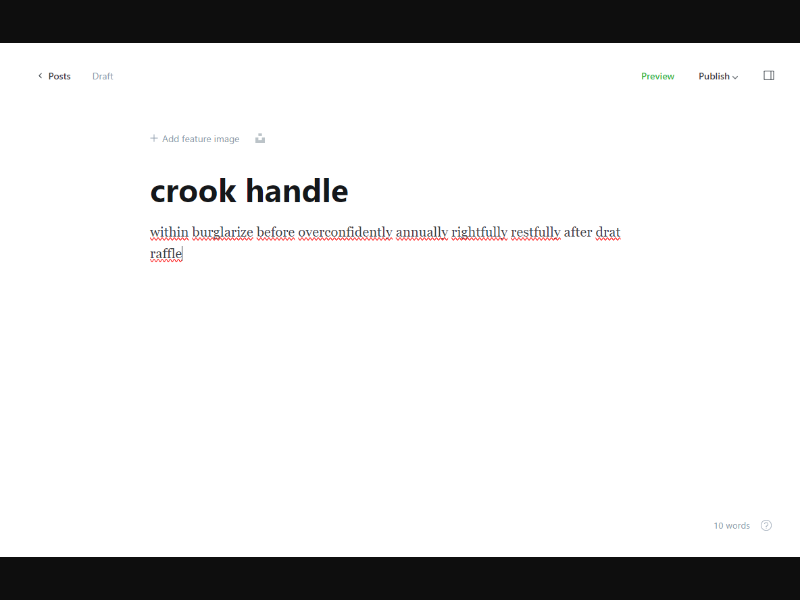 Posts
Draft
Preview
Publish
Add feature image
crook handle
within burglarize before overconfidently annually rightfully restfully after drat
raffle
10 words
?